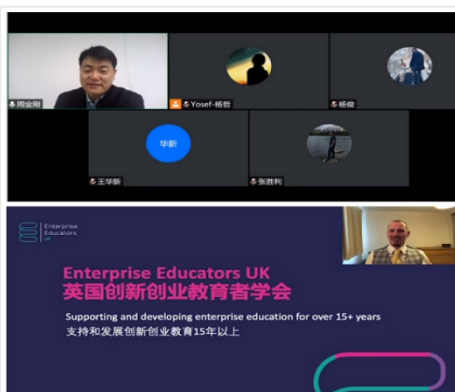 周金刚
Yosef-杨哲
杨俊
华新
王华新
张胜利
Enterprise
Educators
UK
Enterprise Educators UK
英国创新创业教育者学会
Supporting and developing enterprise education for over 15+ years
支持和发展创新创业教育15年以上